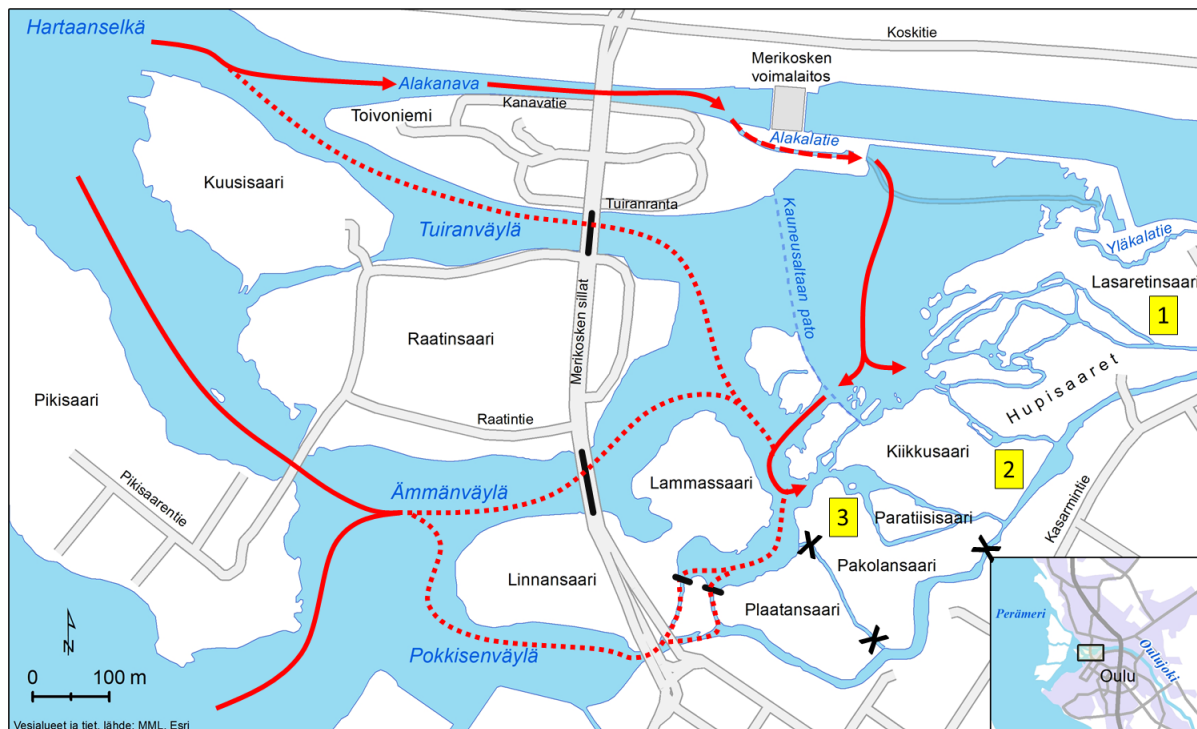 Hartaanselkä
Koskitie
Merikosken
voimalaitos
Alakanava
Kanavatie
Toivoniemi
Alakalatie
Kuusisaari
Tuiranranta
Tuiranväylä
Kauneusaltaan pato
Yläkalatie
Lasaretinsaari
1
Merikosken sillat
Raatinsaari
Hupisaaret
Pikisaari
Raatintie
Kiikkusaari
2
Pikisaarentie
Ämmänväylä
Lammassaari
3
Paratiisisaari
Kasarmintie
Linnansaari
Pakolansaari
Plaatansaari
Pokkisenväylä
N
0 100 m
Perämeri
Oulujoki
Oulu
Vesialueet ja tiet, lähde: MML, Esri